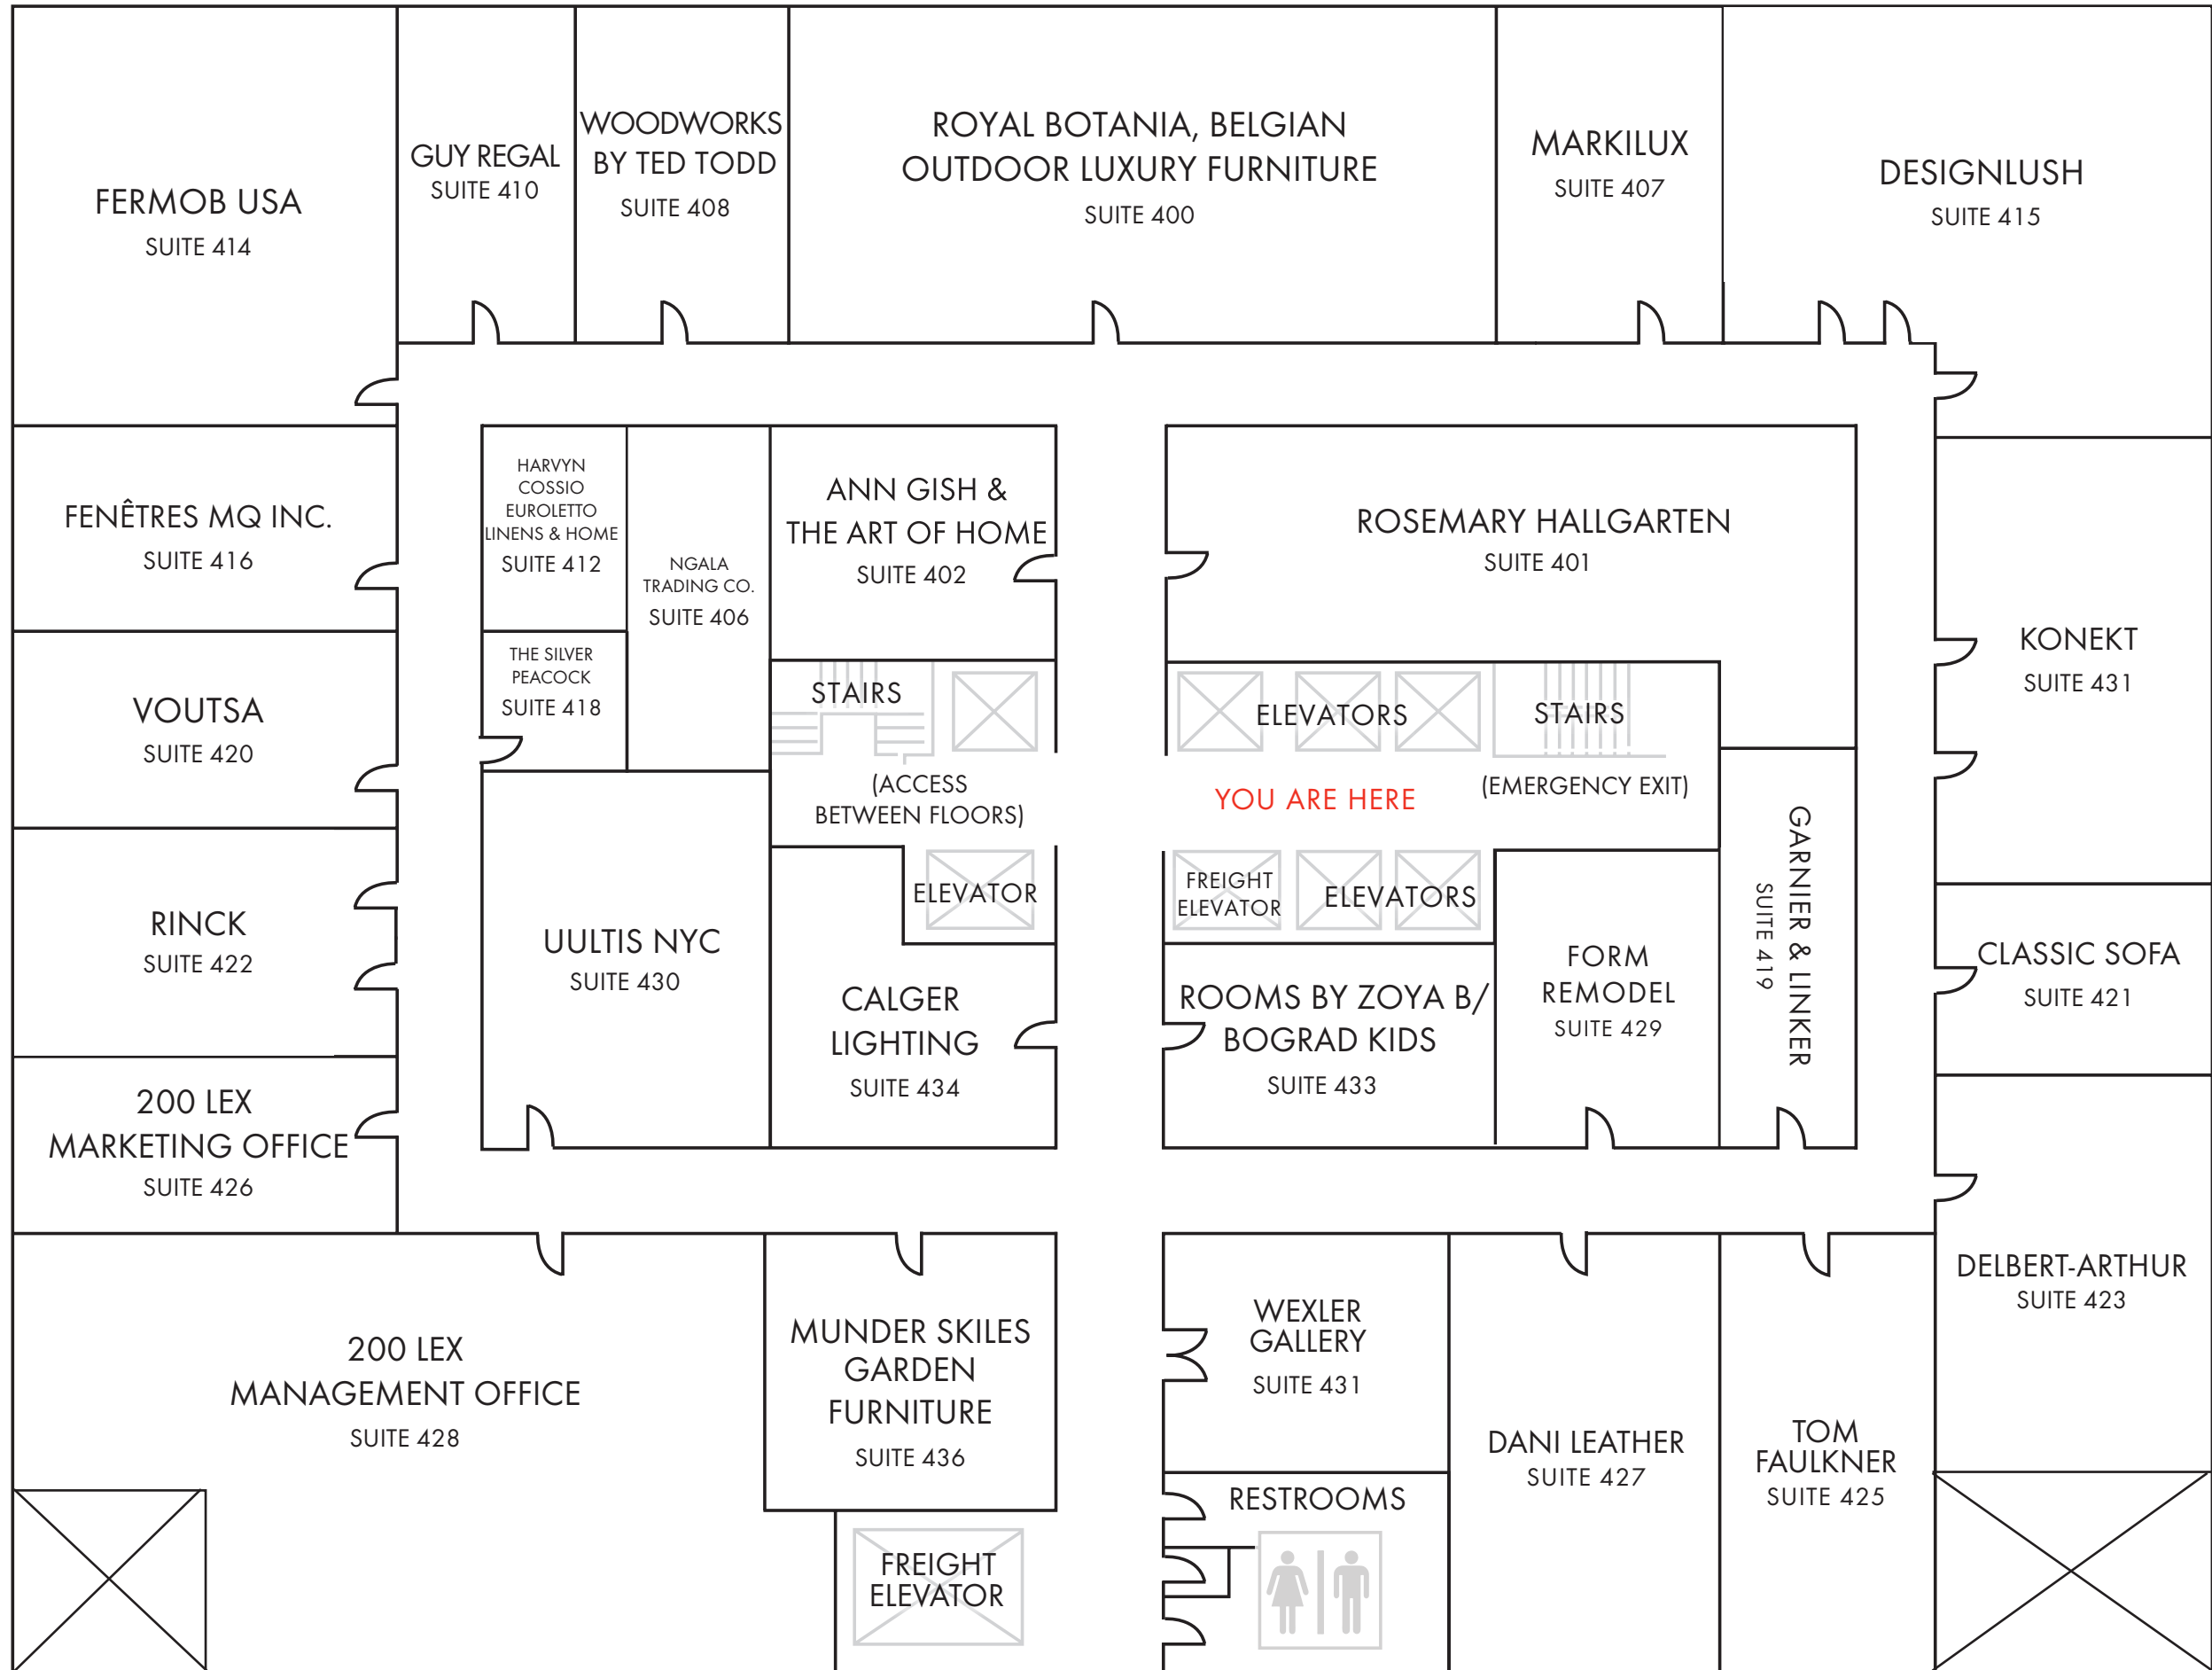 FERMOB USA
SUITE 414
GUY REGAL
SUITE 410
WOODWORKS
BY TED TODD
SUITE 408
ROYAL BOTANIA, BELGIAN
OUTDOOR LUXURY FURNITURE
SUITE 400
MARKILUX
SUITE 407
DESIGNLUSH
SUITE 415
FENÊTRES MQ INC.
SUITE 416
HARVYN
COSSIO
EUROLETTO
LINENS & HOME
SUITE 412
NGALA
TRADING CO.
SUITE 406
ANN GISH &
THE ART OF HOME
SUITE 402
ROSEMARY HALLGARTEN
SUITE 401
KONEKT
SUITE 431
VOUTSA
SUITE 420
THE SILVER
PEACOCK
SUITE 418
STAIRS
(ACCESS
BETWEEN FLOORS)
ELEVATORS
STAIRS
YOU ARE HERE
(EMERGENCY EXIT)
RINCK
SUITE 422
UULTIS NYC
SUITE 430
ELEVATOR
CALGER
LIGHTING
SUITE 434
FREIGHT
ELEVATOR
ELEVATORS
ROOMS BY ZOYA B/
BOGRAD KIDS
SUITE 433
FORM
REMODEL
SUITE 429
GARNIER & LINKER
SUITE 419
CLASSIC SOFA
SUITE 421
200 LEX
MARKETING OFFICE
SUITE 426
200 LEX
MANAGEMENT OFFICE
SUITE 428
MUNDER SKILES
GARDEN
FURNITURE
SUITE 436
WEXLER
GALLERY
SUITE 431
DANI LEATHER
SUITE 427
TOM
FAULKNER
SUITE 425
DELBERT-ARTHUR
SUITE 423
RESTROOMS
FREIGHT
ELEVATOR